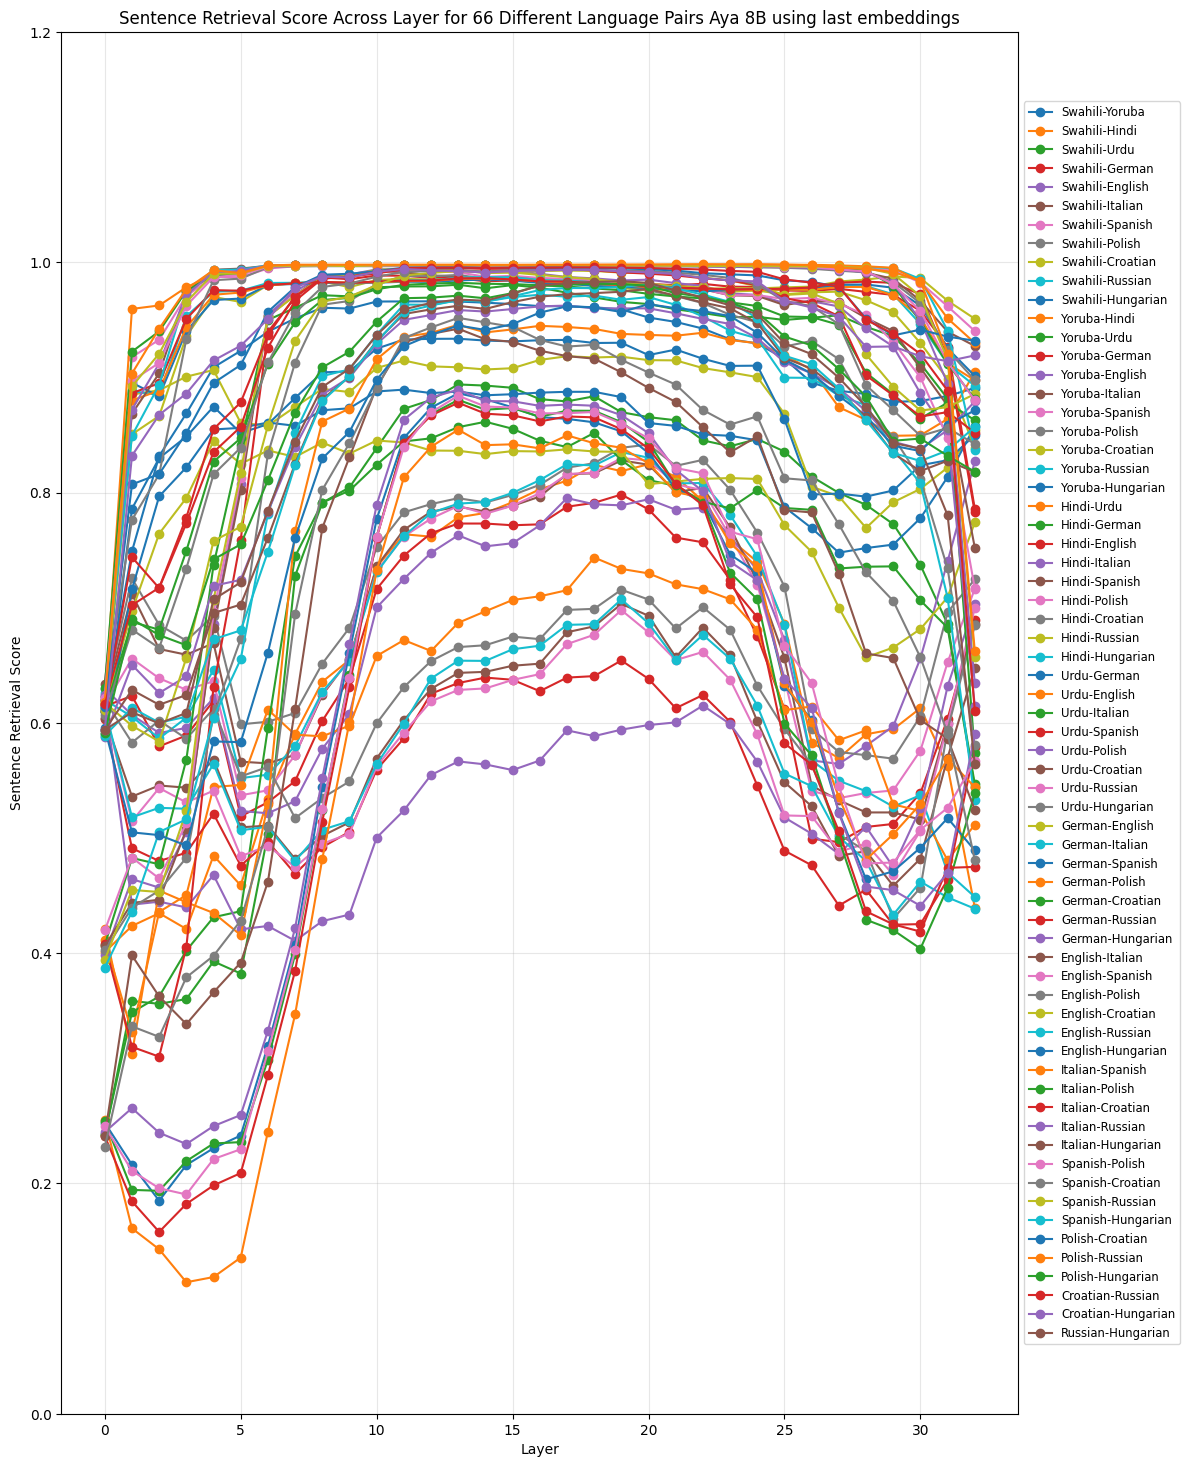 Sentence Retrieval Score Across Layer for 66 Different Language Pairs Aya 8B using last embeddings
Sentence Retrieval Score
1.2
1.0
0.8
0.6
0.4
0.2
0.0
0
5
10
15
20
25
30
Layer
Swahili-Yoruba
Swahili-Hindi
Swahili-Urdu
Swahili-German
Swahili-English
Swahili-Italian
Swahili-Spanish
Swahili-Polish
Swahili-Croatian
Swahili-Russian
Swahili-Hungarian
Yoruba-Hindi
Yoruba-Urdu
Yoruba-German
Yoruba-English
Yoruba-Italian
Yoruba-Spanish
Yoruba-Polish
Yoruba-Croatian
Yoruba-Russian
Yoruba-Hungarian
Hindi-Urdu
Hindi-German
Hindi-English
Hindi-Italian
Hindi-Spanish
Hindi-Polish
Hindi-Croatian
Hindi-Russian
Hindi-Hungarian
Urdu-German
Urdu-English
Urdu-Italian
Urdu-Spanish
Urdu-Polish
Urdu-Croatian
Urdu-Russian
Urdu-Hungarian
German-English
German-Italian
German-Spanish
German-Polish
German-Croatian
German-Russian
German-Hungarian
English-Italian
English-Spanish
English-Polish
English-Croatian
English-Russian
English-Hungarian
Italian-Spanish
Italian-Polish
Italian-Croatian
Italian-Russian
Italian-Hungarian
Spanish-Polish
Spanish-Croatian
Spanish-Russian
Spanish-Hungarian
Polish-Croatian
Polish-Russian
Polish-Hungarian
Croatian-Russian
Croatian-Hungarian
Russian-Hungarian